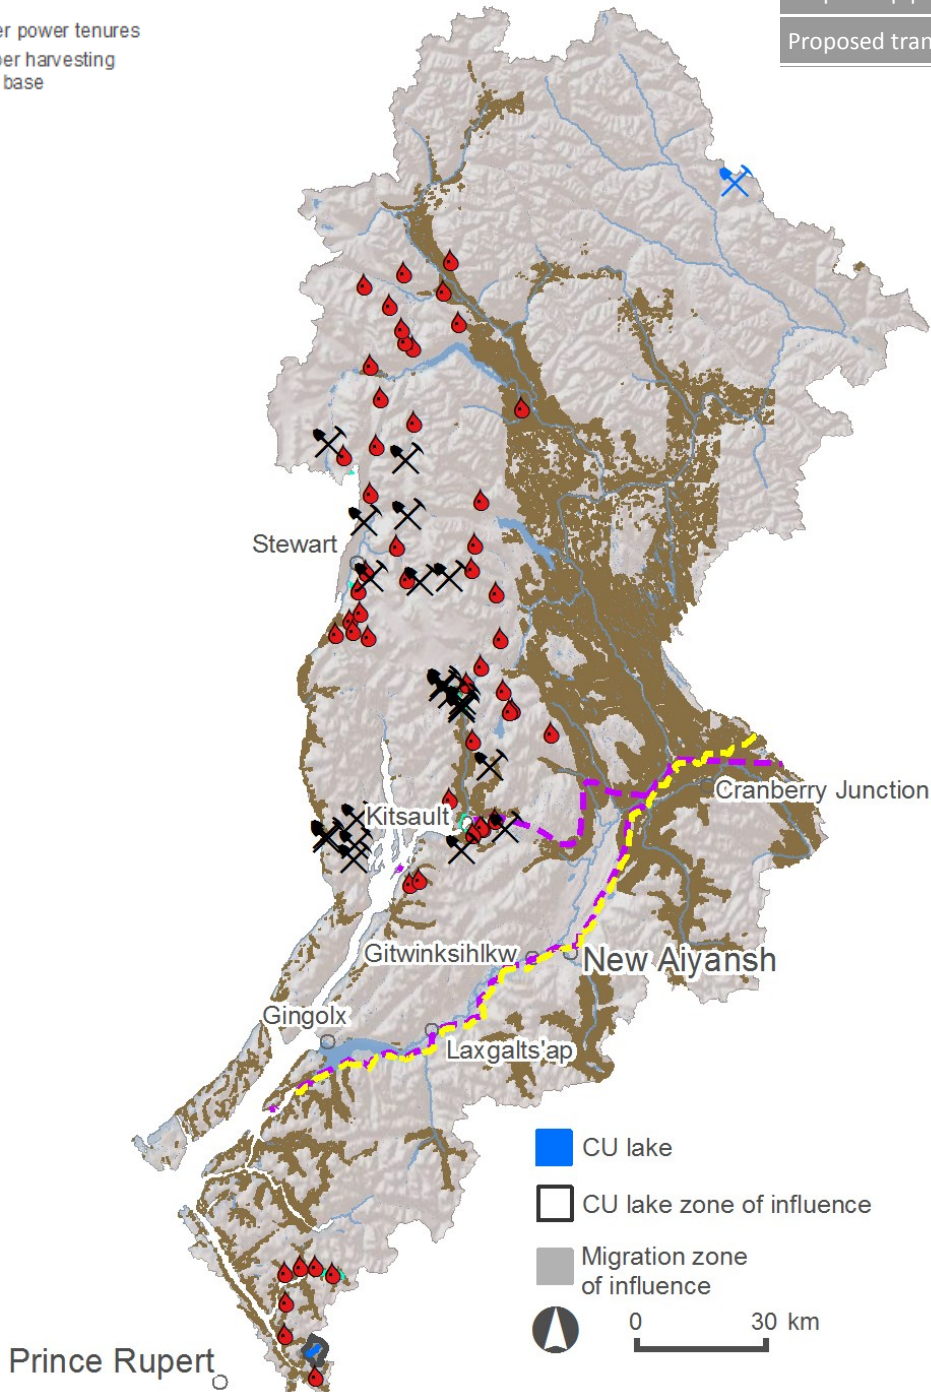 er power tenures
er harvesting
base
Proposed tran
Stewart
Cranberry Junction
Kitsault
Gitwinksihlkw
New Aiyansh
Gingolx
Laxgalts'ap
CU lake
CU lake zone of influence
Migration zone
of influence
0 30 km
Prince Rupert